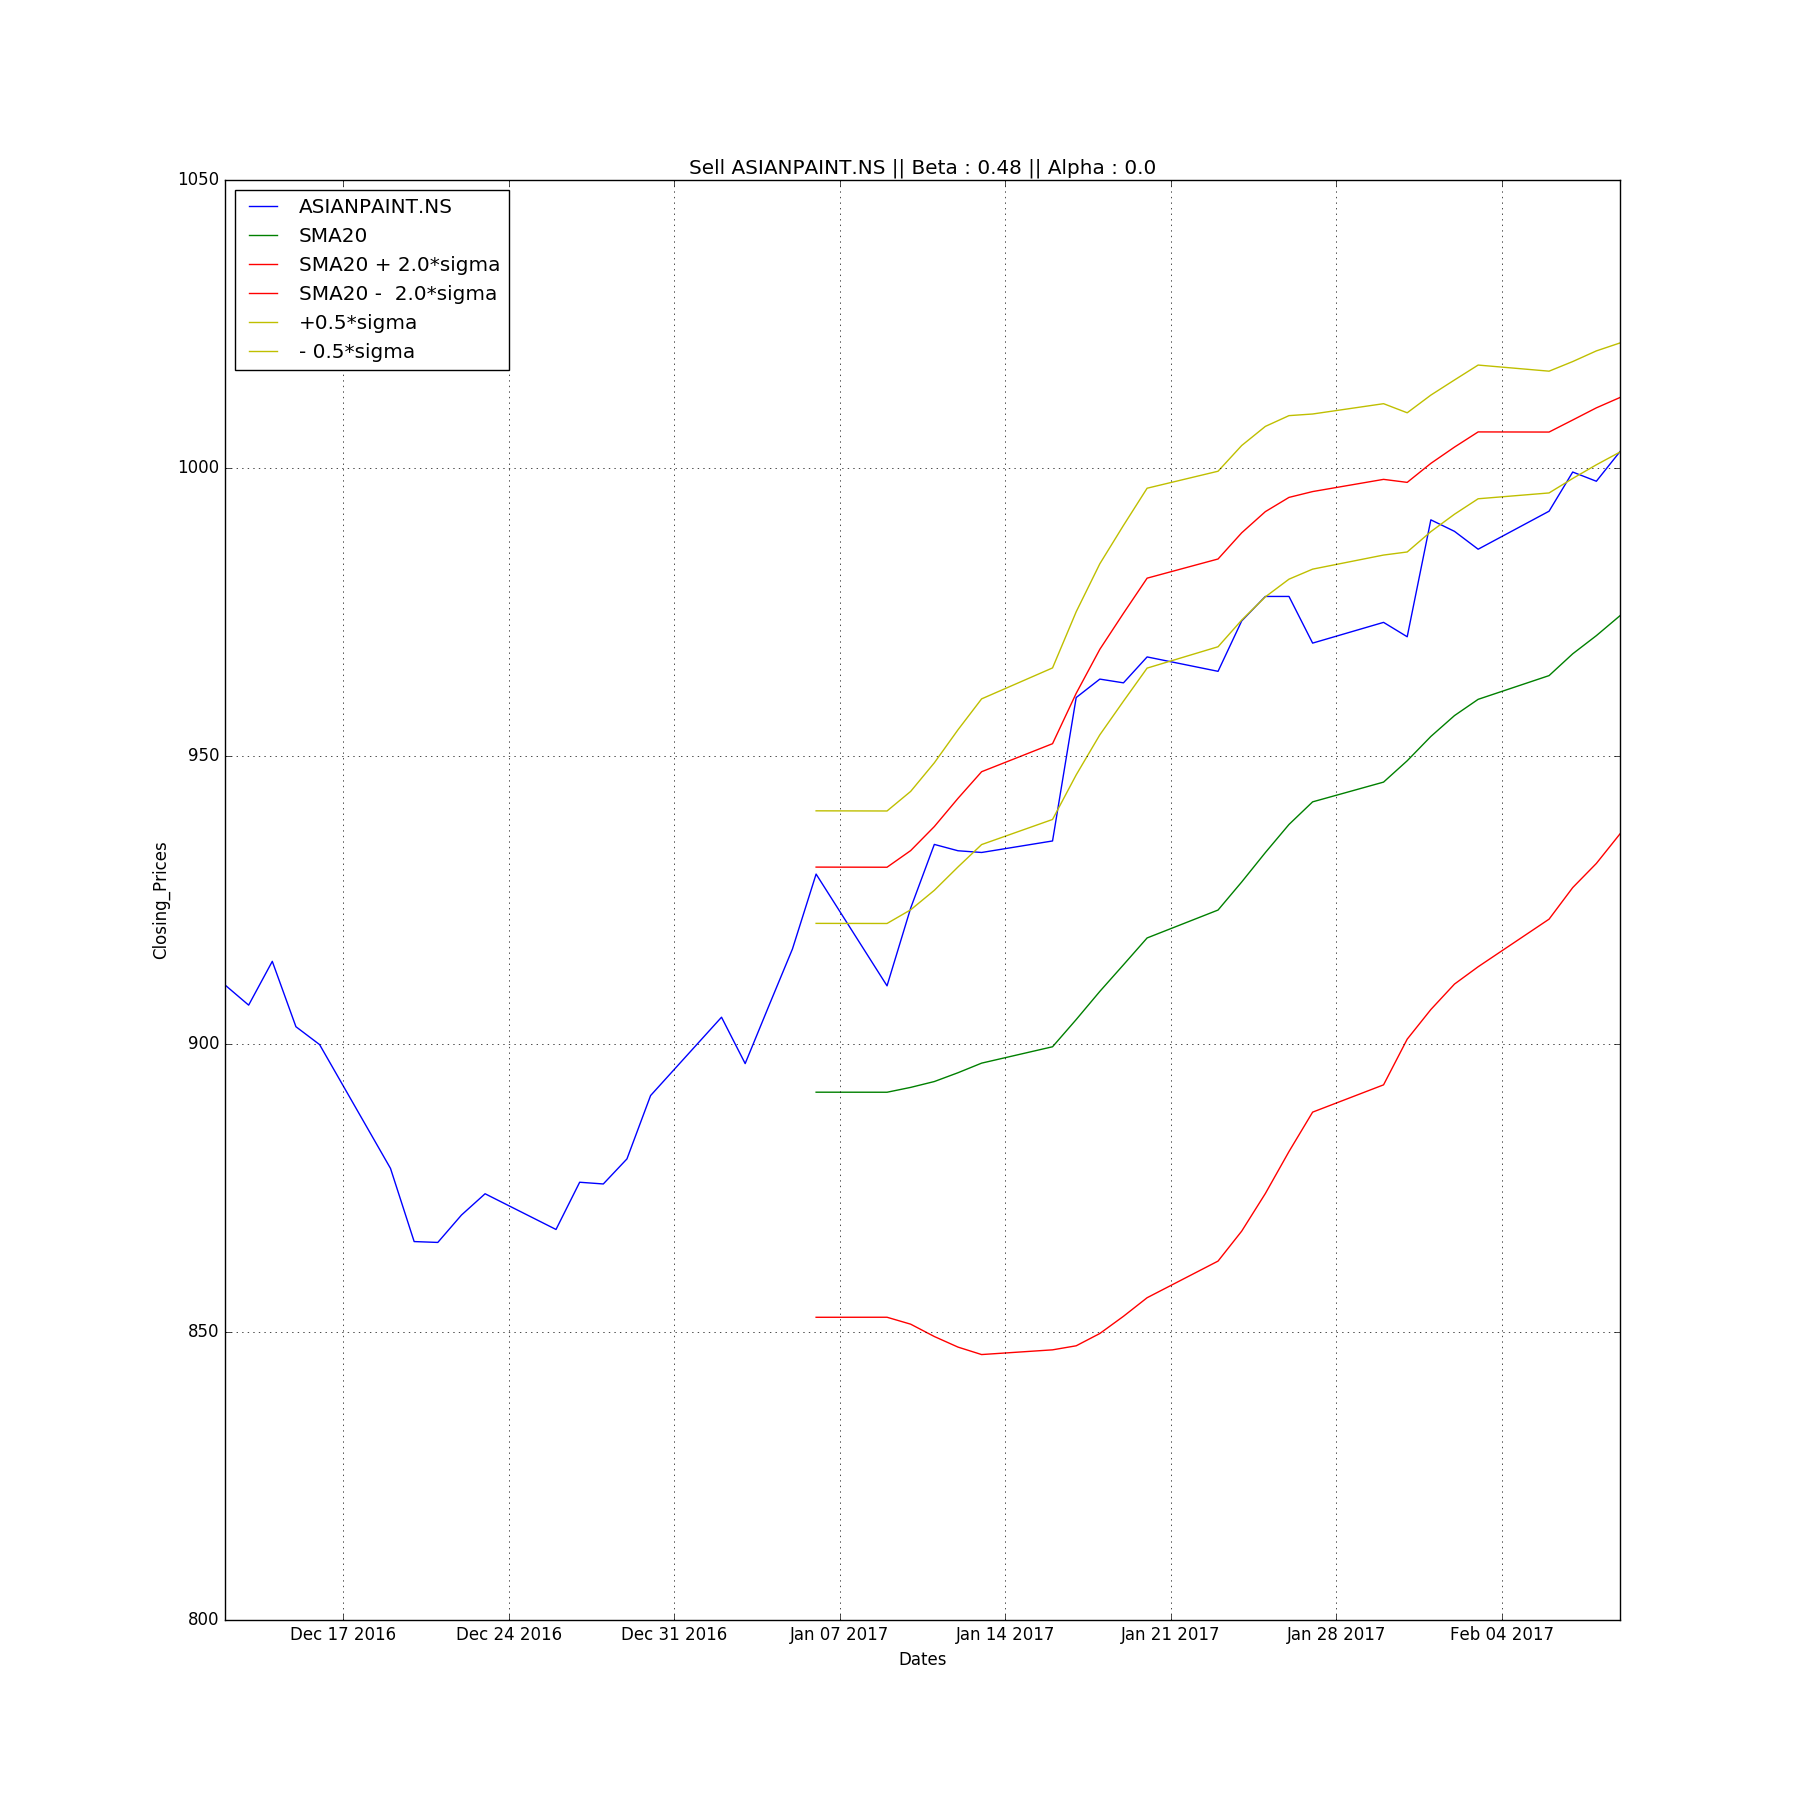 Sell ASIANPAINT.NS || Beta : 0.48 || Alpha : 0.0
1050
ASIANPAINT.NS
SMA20
SMA20 + 2.0*sigma
SMA20 -  2.0*sigma
+0.5*sigma
- 0.5*sigma
1000
950
Closing_Prices
900
850
800
Dec 17 2016 Dec 24 2016 Dec 31 2016 Jan 07 2017 Jan 14 2017 Jan 21 2017 Jan 28 2017 Feb 04 2017
Dates